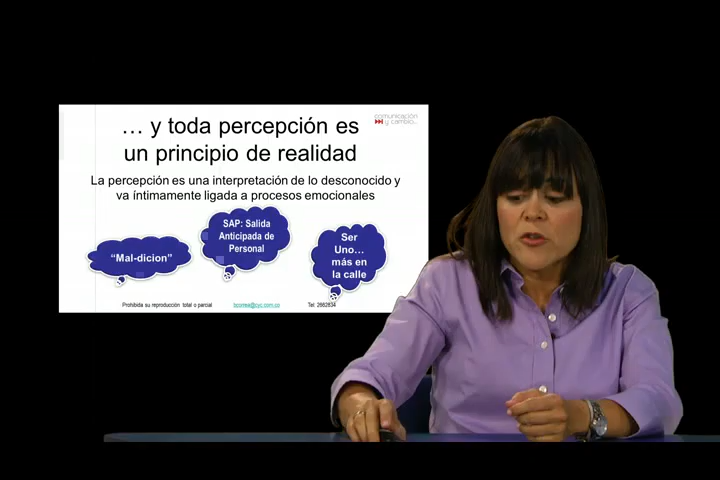 comunicación
y cambio...
… y toda percepción es
un principio de realidad
La percepción es una interpretación de lo desconocido y
va íntimamente ligada a procesos emocionales
"Mal-dicion"
SAP: Salida
Anticipada de
Personal
Ser
Uno...
más en
la calle
Prohibida su reproducción total o parcial
Tel: 2662834